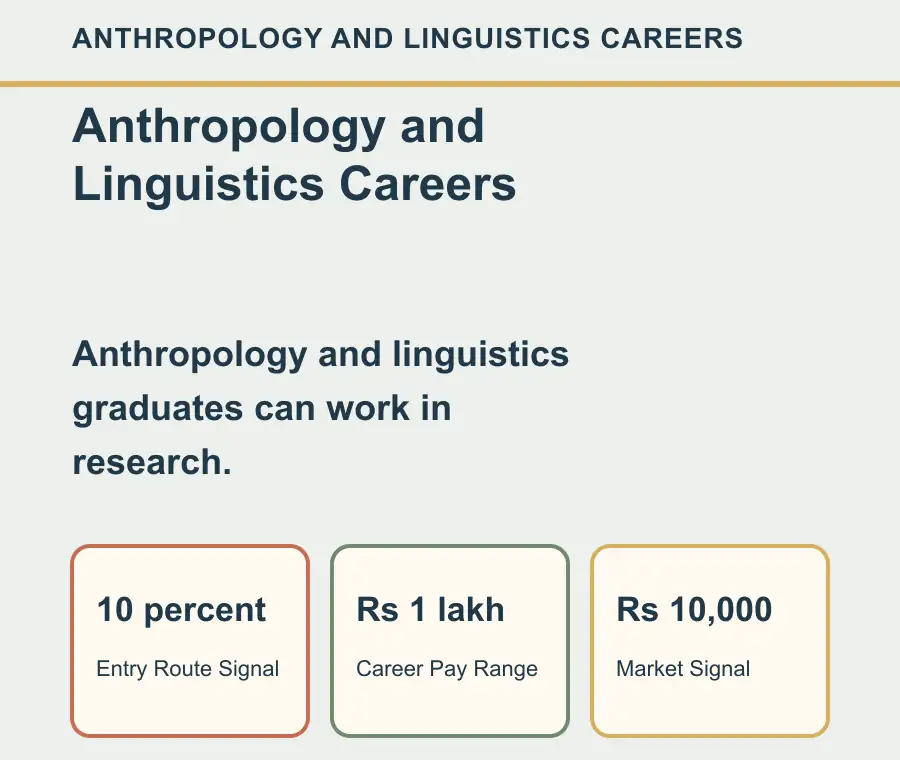 ANTHROPOLOGY AND LINGUISTICS CAREERS
Anthropology and
Linguistics Careers
Anthropology and linguistics
graduates can work in
research.
10 percent
Entry Route Signal
Rs 1 lakh
Career Pay Range
Rs 10,000
Market Signal